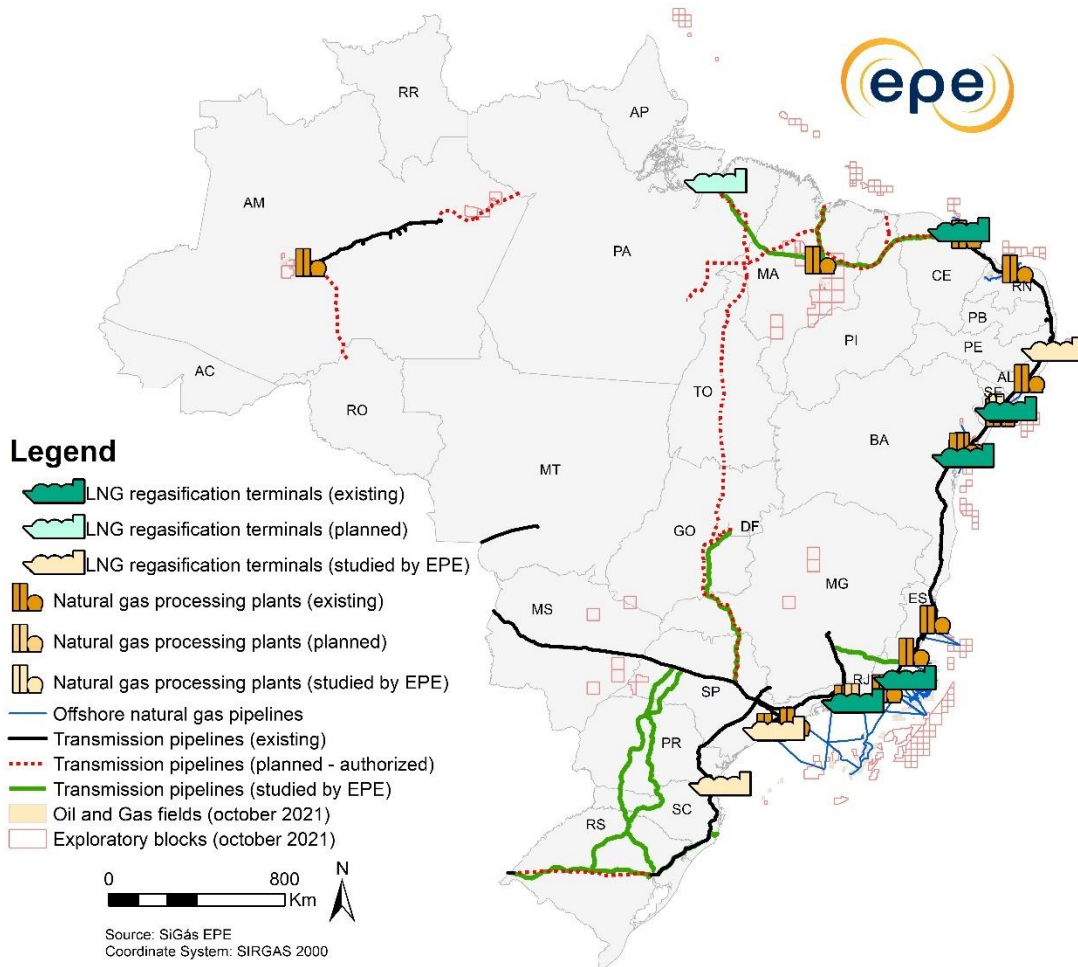 epe
RR
AP
AM
PA
MA
CE
RN
PB
PE
AL
SE
PI
AC
RO
TO
BA
MT
GO
DF
MG
ES
MS
SP
RJ
PR
SC
RS
Legend
LNG regasification terminals (existing)
LNG regasification terminals (planned)
LNG regasification terminals (studied by EPE)
Natural gas processing plants (existing)
Natural gas processing plants (planned)
Natural gas processing plants (studied by EPE)
Offshore natural gas pipelines
Transmission pipelines (existing)
Transmission pipelines (planned - authorized)
Transmission pipelines (studied by EPE)
Oil and Gas fields (october 2021)
Exploratory blocks (october 2021)
0 800
Km
N
Source: SiGás EPE
Coordinate System: SIRGAS 2000